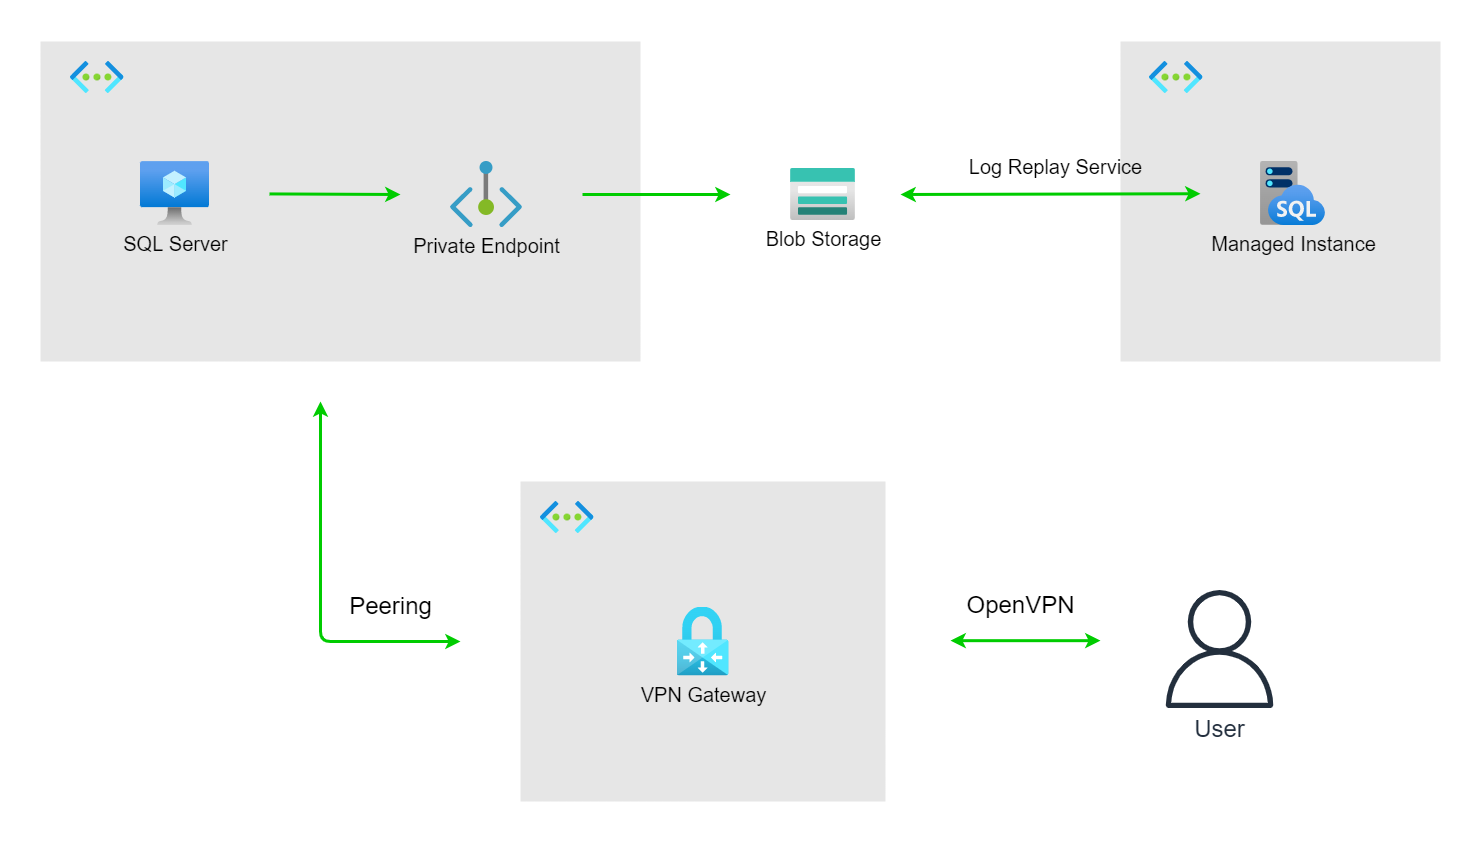 Log Replay Service
SQL
SQL Server
Private Endpoint
Blob Storage
Managed Instance
Peering
OpenVPN
VPN Gateway
User